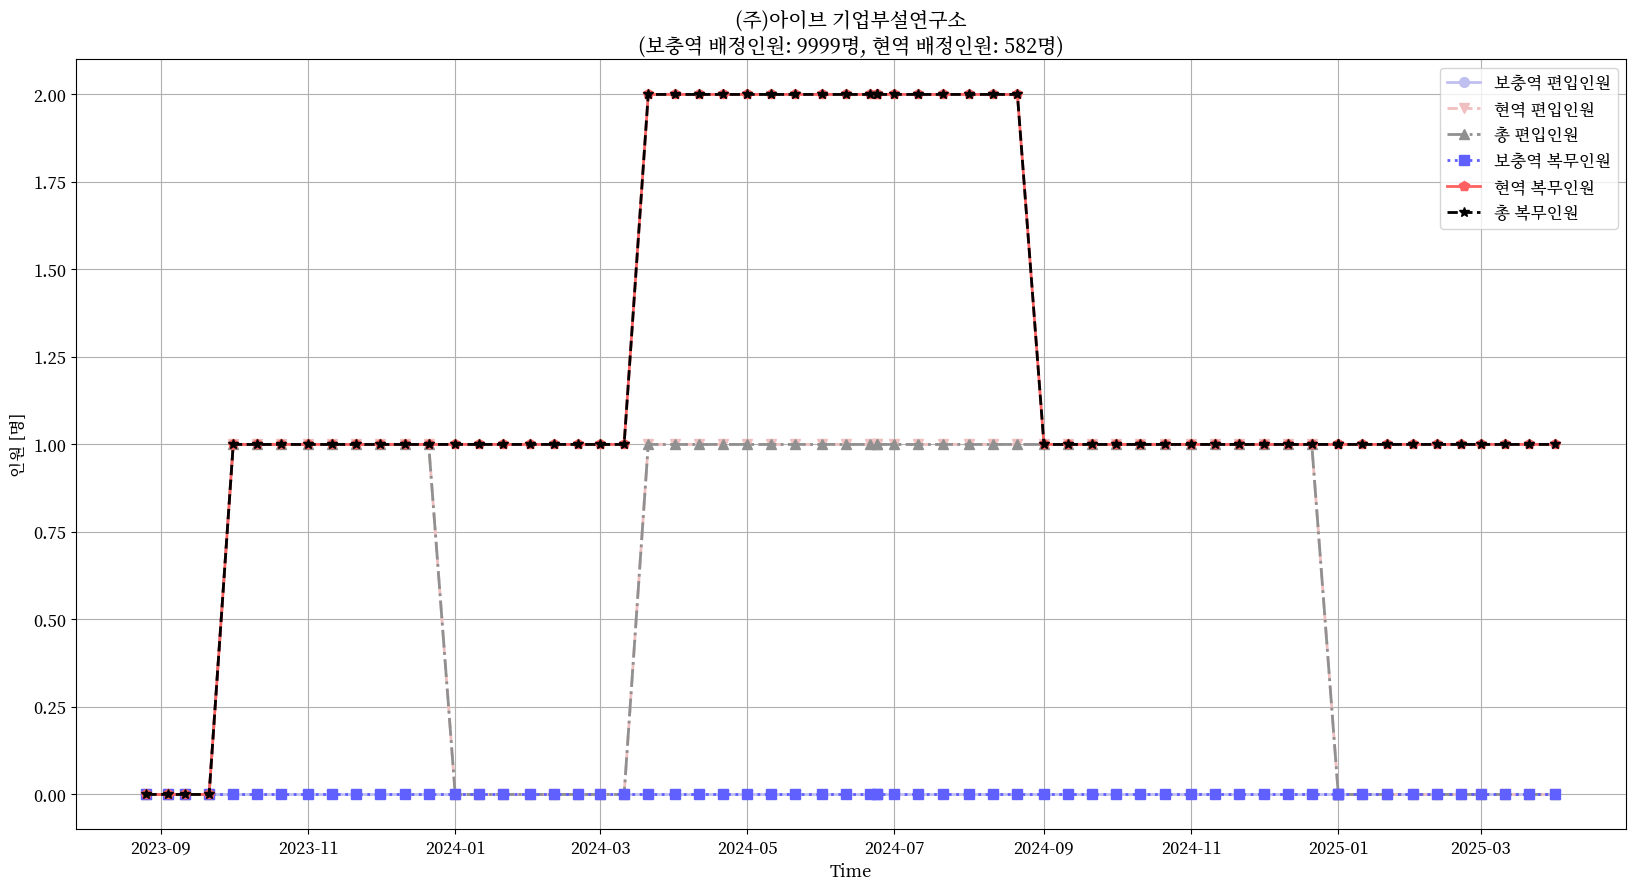 (주)아이브 기업부설연구소
(보충역 배정인원: 9999명, 현역 배정인원: 582명)
보충역 편입인원
현역 편입인원
총 편입인원
보충역 복무인원
현역 복무인원
총 복무인원
인원 [명]
2.00
1.75
1.50
1.25
1.00
0.75
0.50
0.25
0.00
2023-09
2023-11
2024-01
2024-03
2024-05
2024-07
2024-09
2024-11
2025-01
2025-03
Time